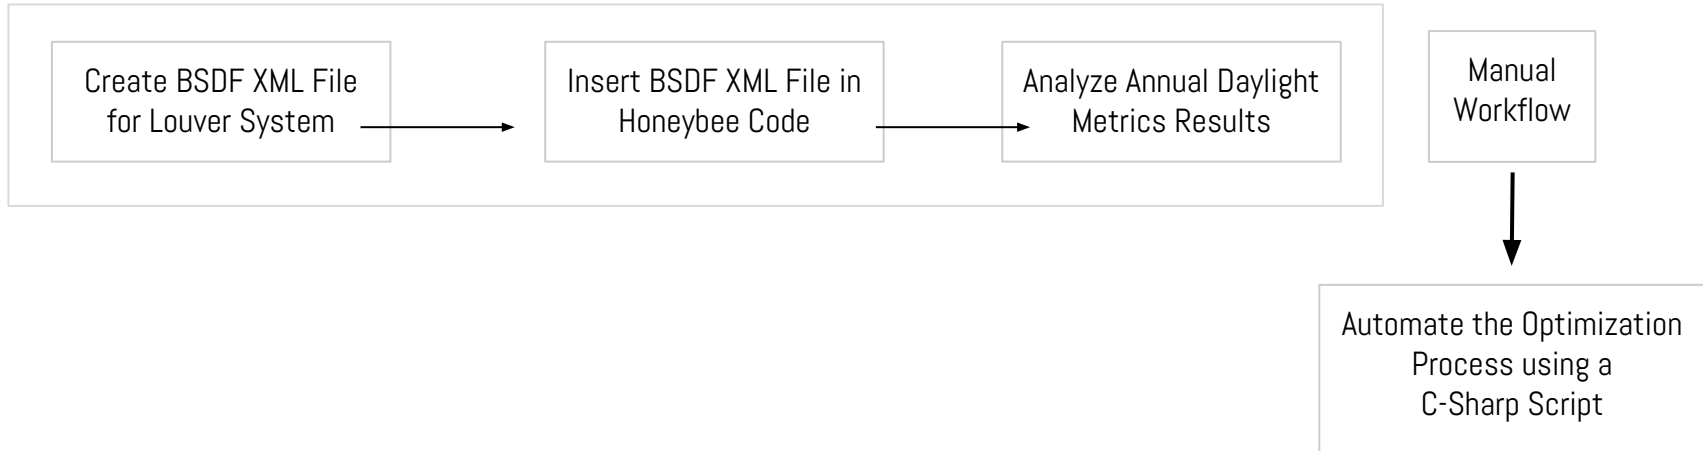 Create BSDF XML File
for Louver System
Insert BSDF XML File in
Honeybee Code
Analyze Annual Daylight
Metrics Results
Manual
Workflow
Automate the Optimization
Process using a
C-Sharp Script